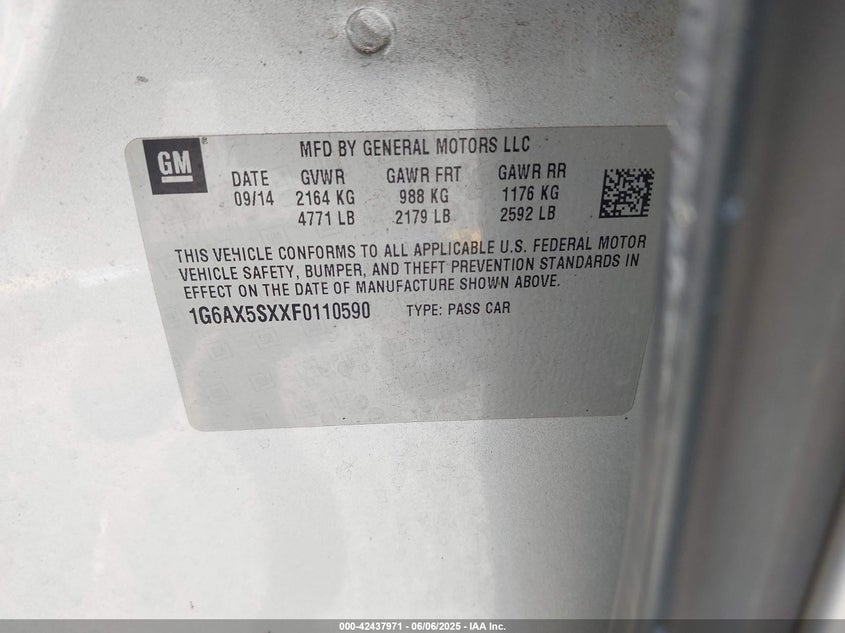 GM
MFD BY GENERAL MOTORS LLC
DATE GVWR GAWR FRT GAWR RR
09/14 2164 KG 988 KG 1176 KG
4771 LB 2179 LB 2592 LB
THIS VEHICLE CONFORMS TO ALL APPLICABLE U.S. FEDERAL MOTOR
VEHICLE SAFETY, BUMPER, AND THEFT PREVENTION STANDARDS IN
EFFECT ON THE DATE OF MANUFACTURE SHOWN ABOVE.
1G6AX5SXXF0110590 TYPE: PASS CAR
000-42437971 - 06/06/2025 - IAA Inc.